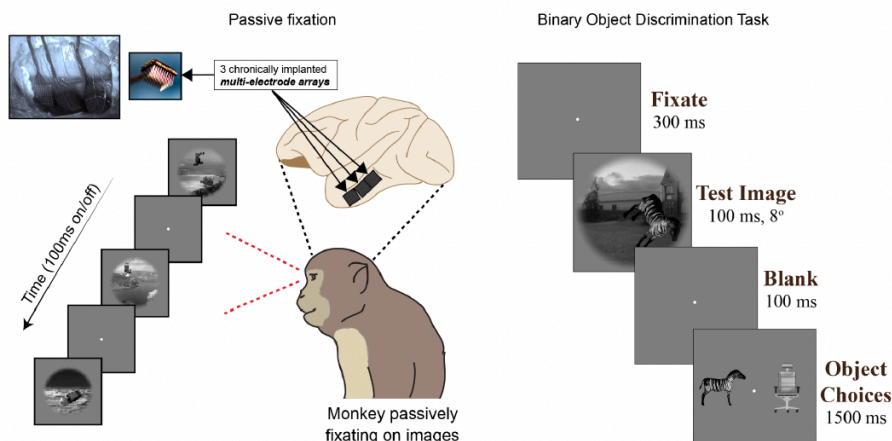 Passive fixation
3 chronically implanted
multi-electrode arrays
Time (100ms on/off)
Monkey passively
fixating on images
Binary Object Discrimination Task
Fixate
300 ms
Test Image
100 ms, 8°
Blank
100 ms
Object
Choices
1500 ms